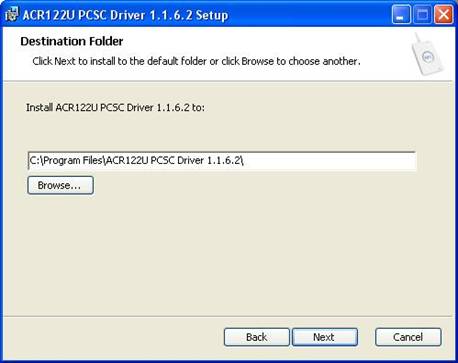 ACR122U PCSC Driver 1.1.6.2 Setup
Destination Folder
Click Next to install to the default folder or click Browse to choose another.
Install ACR122U PCSC Driver 1.1.6.2 to:
C:\Program Files\ACR122U PCSC Driver 1.1.6.2\
Browse...
Back Next Cancel